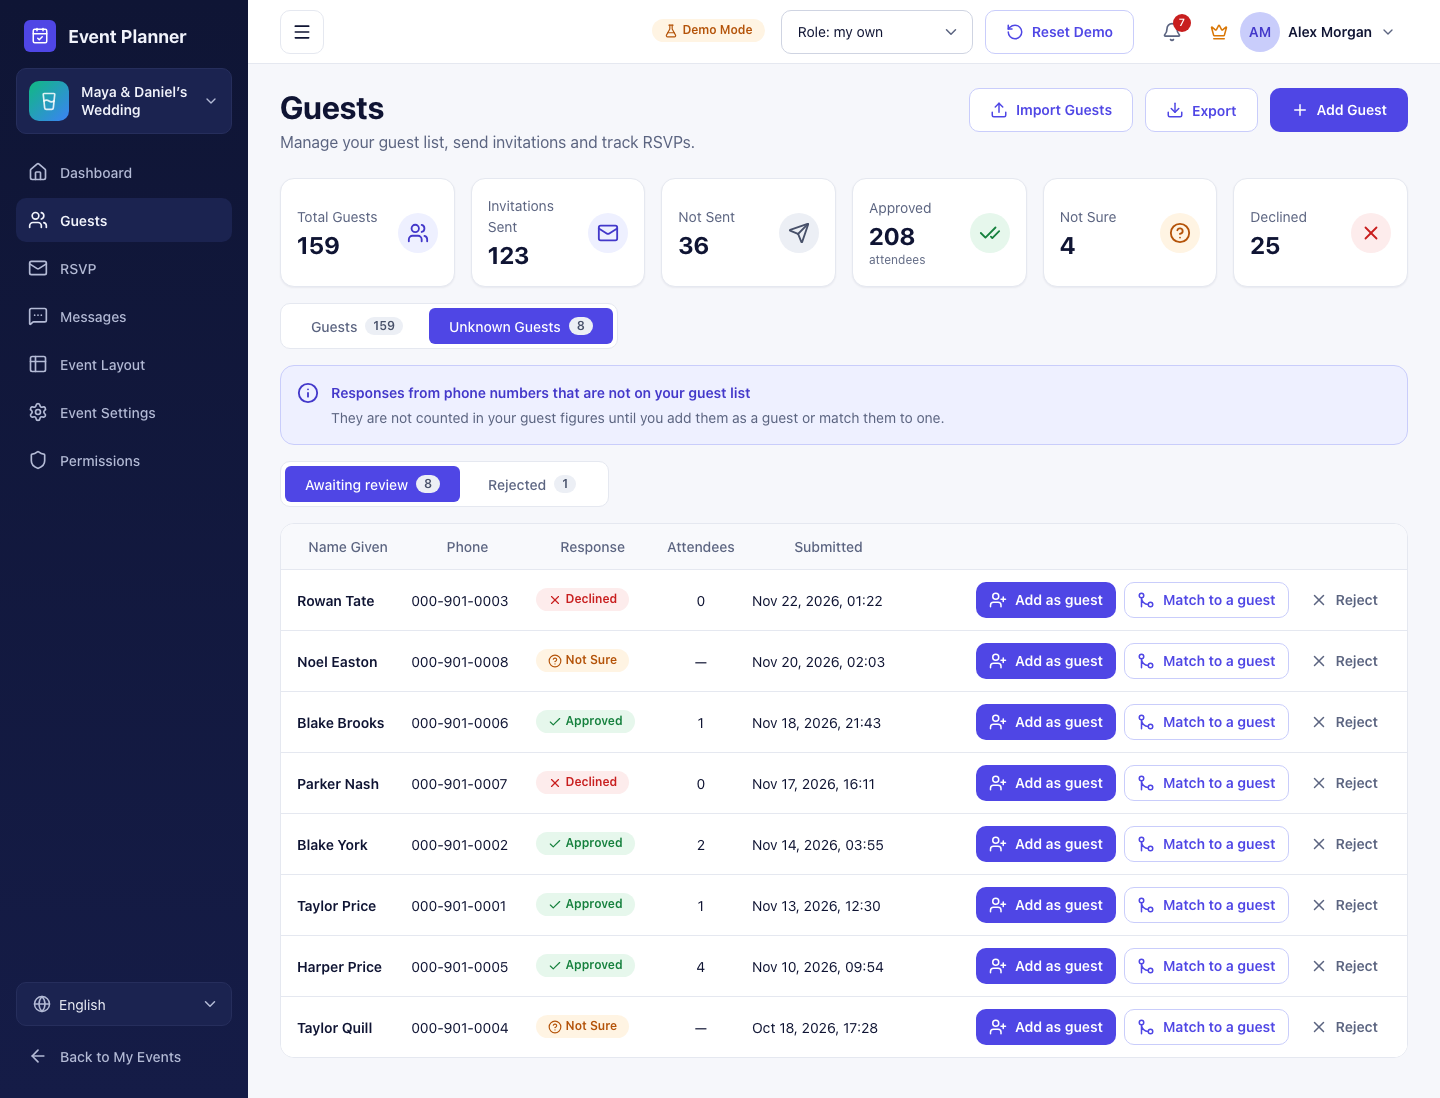 Event Planner
Maya & Daniel's
Wedding
Dashboard
Guests
RSVP
Messages
Event Layout
Event Settings
Permissions
English
Back to My Events
Demo Mode
Role: my own
Reset Demo
7
AM
Alex Morgan
Guests
Manage your guest list, send invitations and track RSVPs.
Import Guests
Export
Add Guest
Total Guests
159
Invitations
Sent
123
Not Sent
36
Approved
208
attendees
Not Sure
4
Declined
25
Guests 159
Unknown Guests 8
Responses from phone numbers that are not on your guest list
They are not counted in your guest figures until you add them as a guest or match them to one.
Awaiting review 8
Rejected 1
Name Given Phone Response Attendees Submitted
Rowan Tate 000-901-0003 Declined 0 Nov 22, 2026, 01:22 Add as guest Match to a guest Reject
Noel Easton 000-901-0008 Not Sure — Nov 20, 2026, 02:03 Add as guest Match to a guest Reject
Blake Brooks 000-901-0006 Approved 1 Nov 18, 2026, 21:43 Add as guest Match to a guest Reject
Parker Nash 000-901-0007 Declined 0 Nov 17, 2026, 16:11 Add as guest Match to a guest Reject
Blake York 000-901-0002 Approved 2 Nov 14, 2026, 03:55 Add as guest Match to a guest Reject
Taylor Price 000-901-0001 Approved 1 Nov 13, 2026, 12:30 Add as guest Match to a guest Reject
Harper Price 000-901-0005 Approved 4 Nov 10, 2026, 09:54 Add as guest Match to a guest Reject
Taylor Quill 000-901-0004 Not Sure — Oct 18, 2026, 17:28 Add as guest Match to a guest Reject